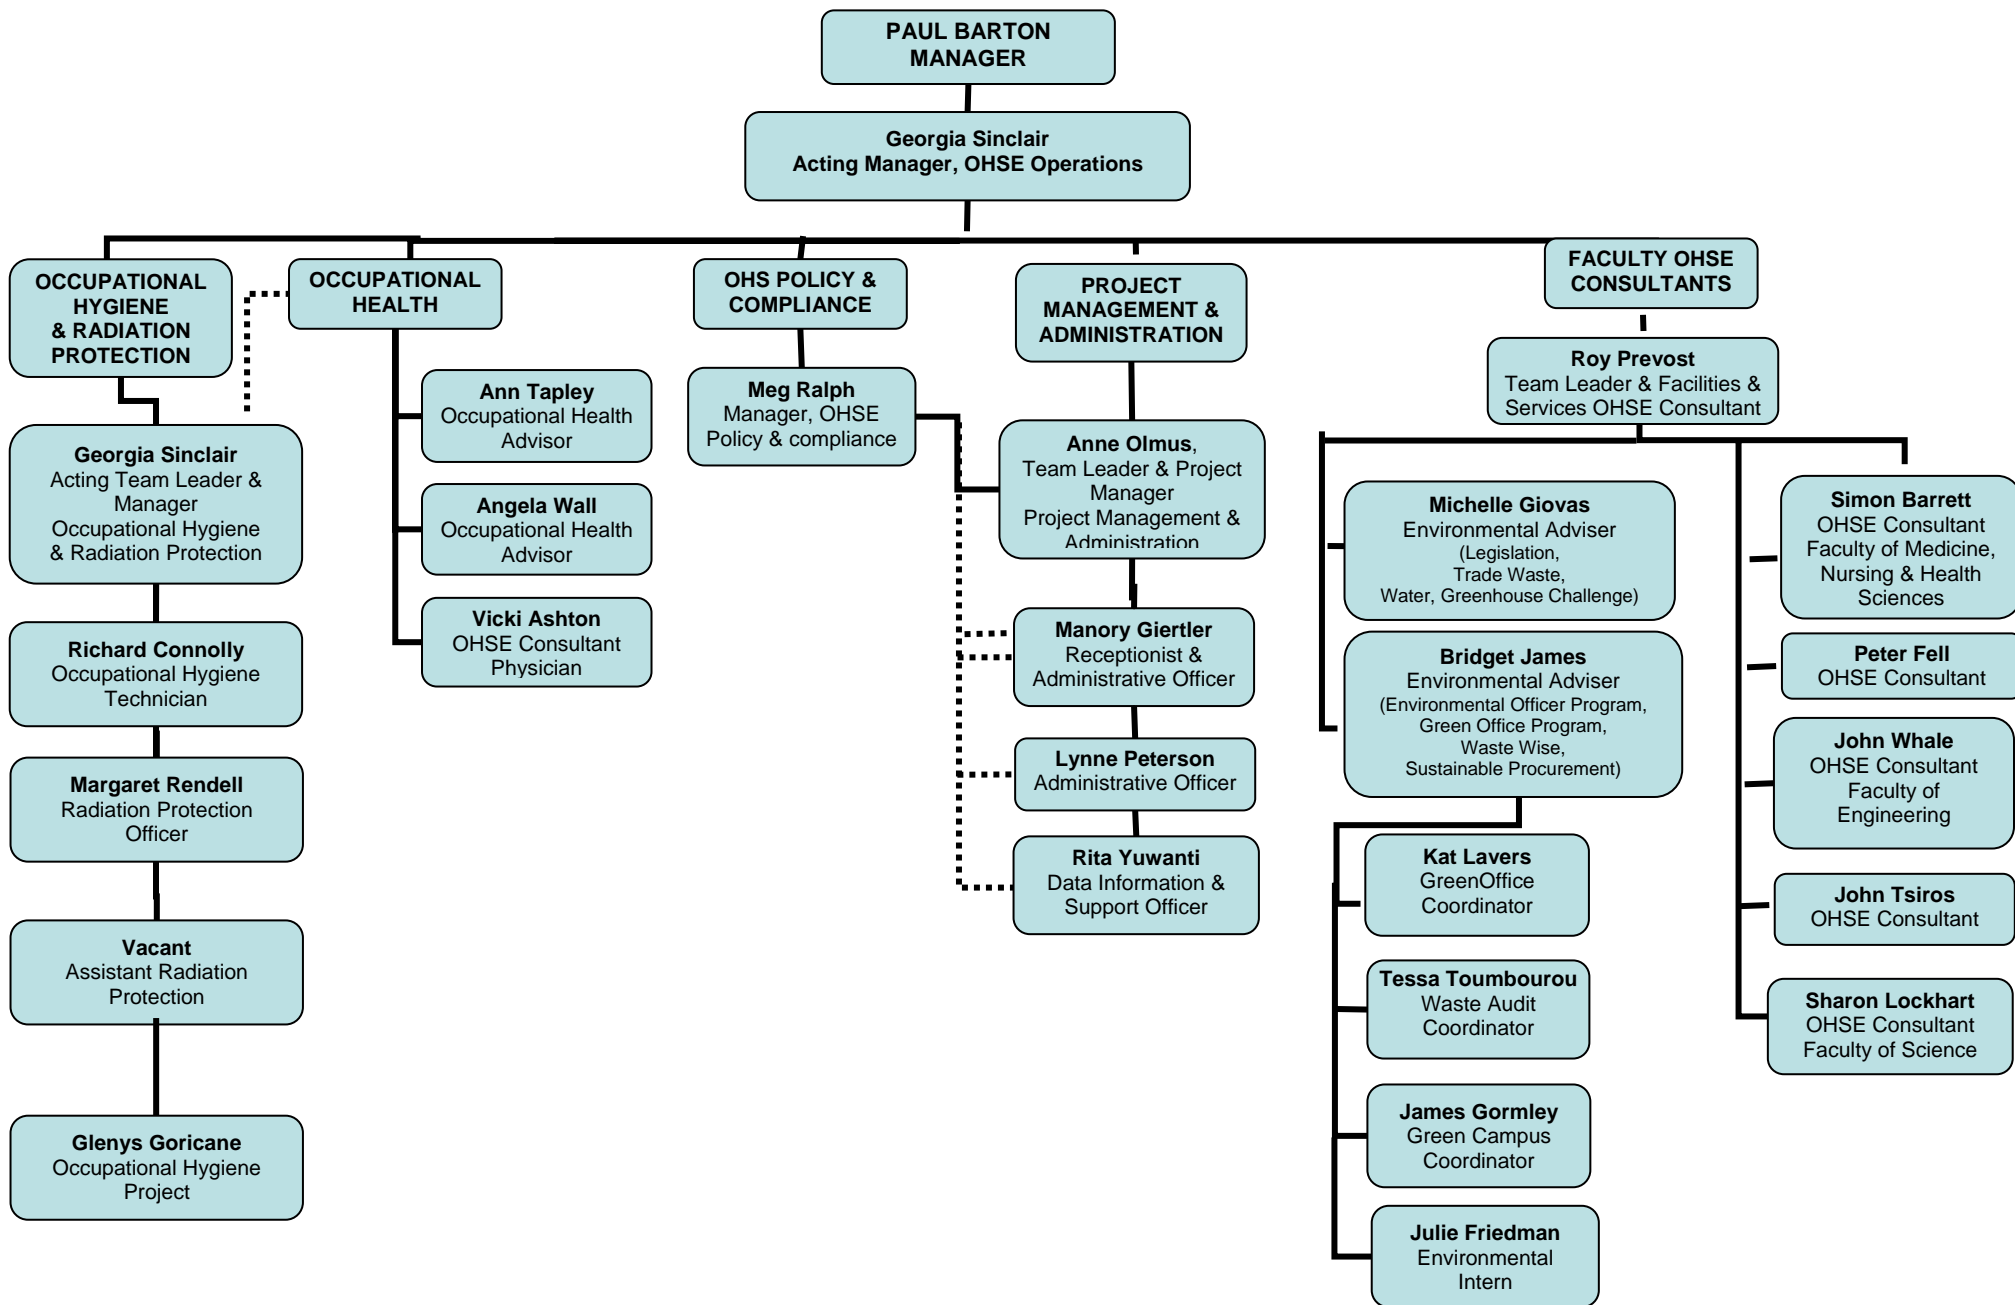 PAUL BARTON
MANAGER
Georgia Sinclair
Acting Manager, OHSE Operations
OCCUPATIONAL
HYGIENE
& RADIATION
PROTECTION
OCCUPATIONAL
HEALTH
OHS POLICY &
COMPLIANCE
PROJECT
MANAGEMENT &
ADMINISTRATION
FACULTY OHSE
CONSULTANTS
Georgia Sinclair
Acting Team Leader &
Manager
Occupational Hygiene
& Radiation Protection
Richard Connolly
Occupational Hygiene
Technician
Margaret Rendell
Radiation Protection
Officer
Vacant
Assistant Radiation
Protection
Glenys Goricane
Occupational Hygiene
Project
Ann Tapley
Occupational Health
Advisor
Angela Wall
Occupational Health
Advisor
Vicki Ashton
OHSE Consultant
Physician
Meg Ralph
Manager, OHSE
Policy & compliance
Anne Olmus,
Team Leader & Project
Manager
Project Management &
Administration
Manory Giertler
Receptionist &
Administrative Officer
Lynne Peterson
Administrative Officer
Rita Yuwanti
Data Information &
Support Officer
Roy Prevost
Team Leader & Facilities &
Services OHSE Consultant
Michelle Giovas
Environmental Adviser
(Legislation,
Trade Waste,
Water, Greenhouse Challenge)
Bridget James
Environmental Adviser
(Environmental Officer Program,
Green Office Program,
Waste Wise,
Sustainable Procurement)
Kat Lavers
GreenOffice
Coordinator
Tessa Toumbourou
Waste Audit
Coordinator
James Gormley
Green Campus
Coordinator
Julie Friedman
Environmental
Intern
Simon Barrett
OHSE Consultant
Faculty of Medicine,
Nursing & Health
Sciences
Peter Fell
OHSE Consultant
John Whale
OHSE Consultant
Faculty of
Engineering
John Tsiros
OHSE Consultant
Sharon Lockhart
OHSE Consultant
Faculty of Science